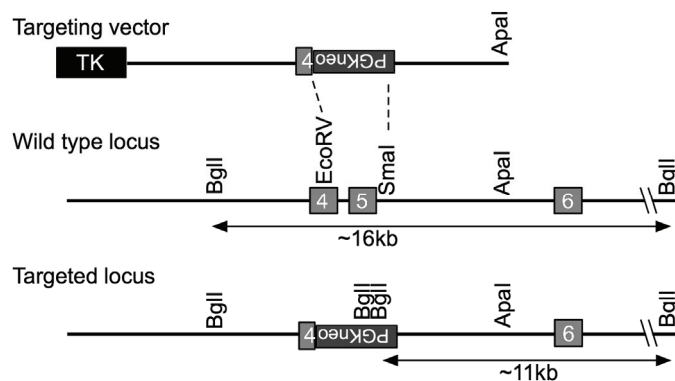 Targeting vector
TK 4 PGKneo ApaI
Wild type locus
BglI EcoRV SmaI ApaI BglI
4 5 6
~16kb
Targeted locus
BglI BglI BglI ApaI BglI
4 PGKneo 6
~11kb